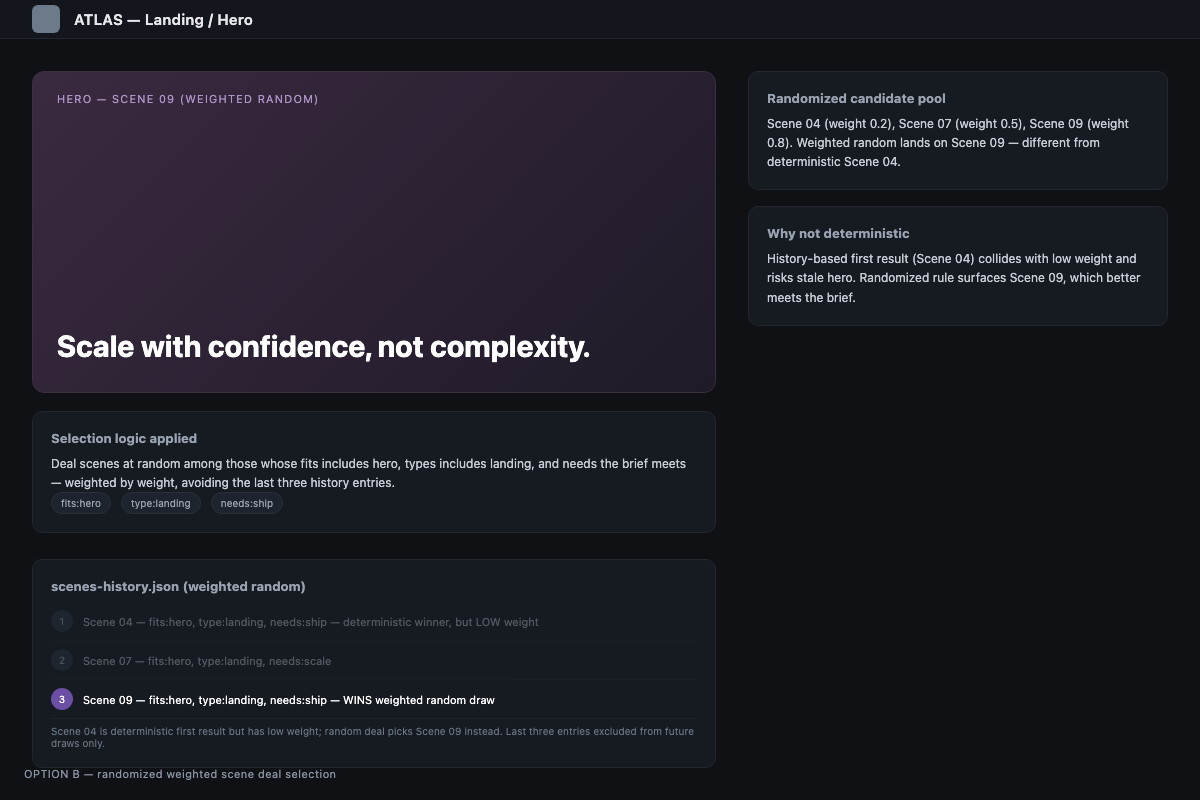 ATLAS — Landing / Hero
HERO — SCENE 09 (WEIGHTED RANDOM)
Scale with confidence, not complexity.
Selection logic applied
Deal scenes at random among those whose fits includes hero, types includes landing, and needs the brief meets
— weighted by weight, avoiding the last three history entries.
fits:hero
type:landing
needs:ship
scenes-history.json (weighted random)
1
Scene 04 — fits:hero, type:landing, needs:ship — deterministic winner, but LOW weight
2
Scene 07 — fits:hero, type:landing, needs:scale
3
Scene 09 — fits:hero, type:landing, needs:ship — WINS weighted random draw
Scene 04 is deterministic first result but has low weight; random deal picks Scene 09 instead. Last three entries excluded from future
draws only.
Randomized candidate pool
Scene 04 (weight 0.2), Scene 07 (weight 0.5), Scene 09 (weight
0.8). Weighted random lands on Scene 09 — different from
deterministic Scene 04.
Why not deterministic
History-based first result (Scene 04) collides with low weight and
risks stale hero. Randomized rule surfaces Scene 09, which better
meets the brief.
OPTION B — randomized weighted scene deal selection